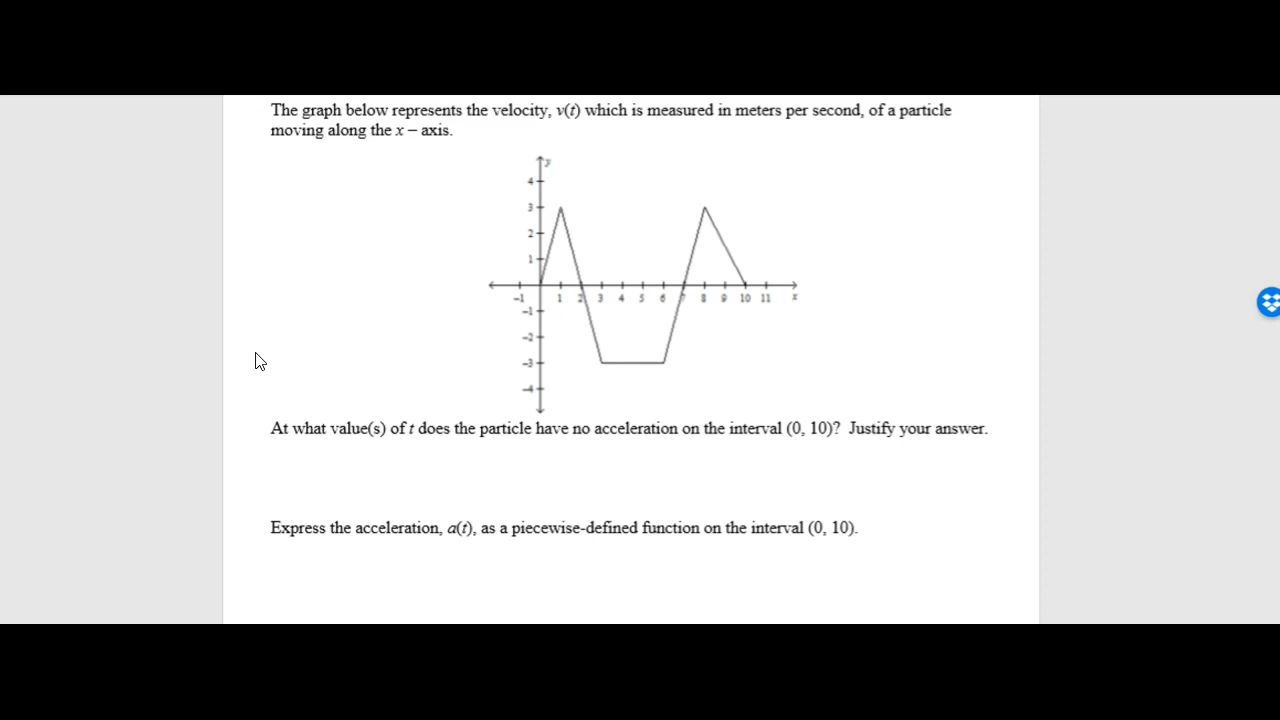 The graph below represents the velocity, v(t) which is measured in meters per second, of a particle
moving along the x – axis.
y
4
3
2
1
-1 1 2 3 4 5 6 7 8 9 10 11 x
-1
-2
-3
-4
At what value(s) of t does the particle have no acceleration on the interval (0, 10)? Justify your answer.
Express the acceleration, a(t), as a piecewise-defined function on the interval (0, 10).